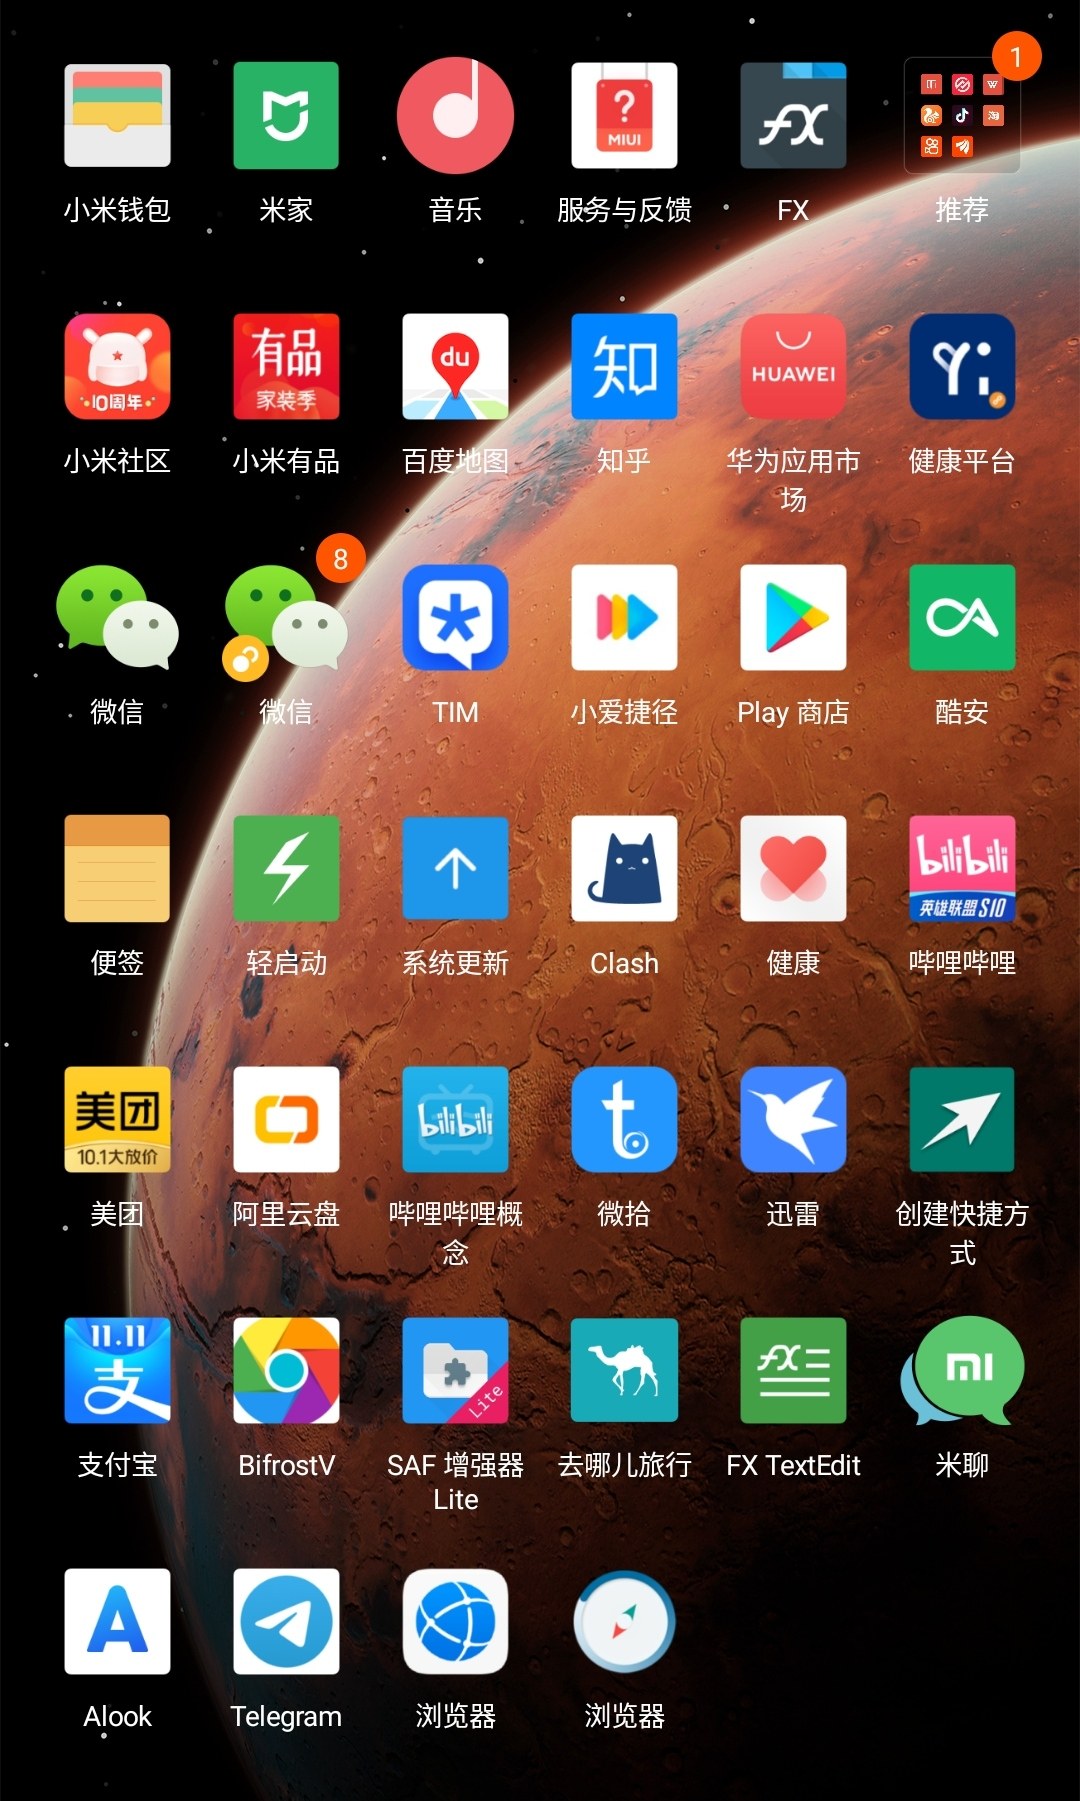 MIUI
FX
1
小米钱包
米家
音乐
服务与反馈
FX
推荐
10周年
有品
家装季
du
知
HUAWEI
Yi
小米社区
小米有品
百度地图
知乎
华为应用市
场
健康平台
8
微信
微信
TIM
小爱捷径
Play 商店
酷安
bilibili
英雄联盟S10
便签
轻启动
系统更新
Clash
健康
哔哩哔哩
美团
10.1大放价
bilibili
t
美团
阿里云盘
哔哩哔哩概
念
微拾
迅雷
创建快捷方
式
11.11
支
Lite
FX
mi
支付宝
BifrostV
SAF 增强器
Lite
去哪儿旅行
FX TextEdit
米聊
A
Alook
Telegram
浏览器
浏览器